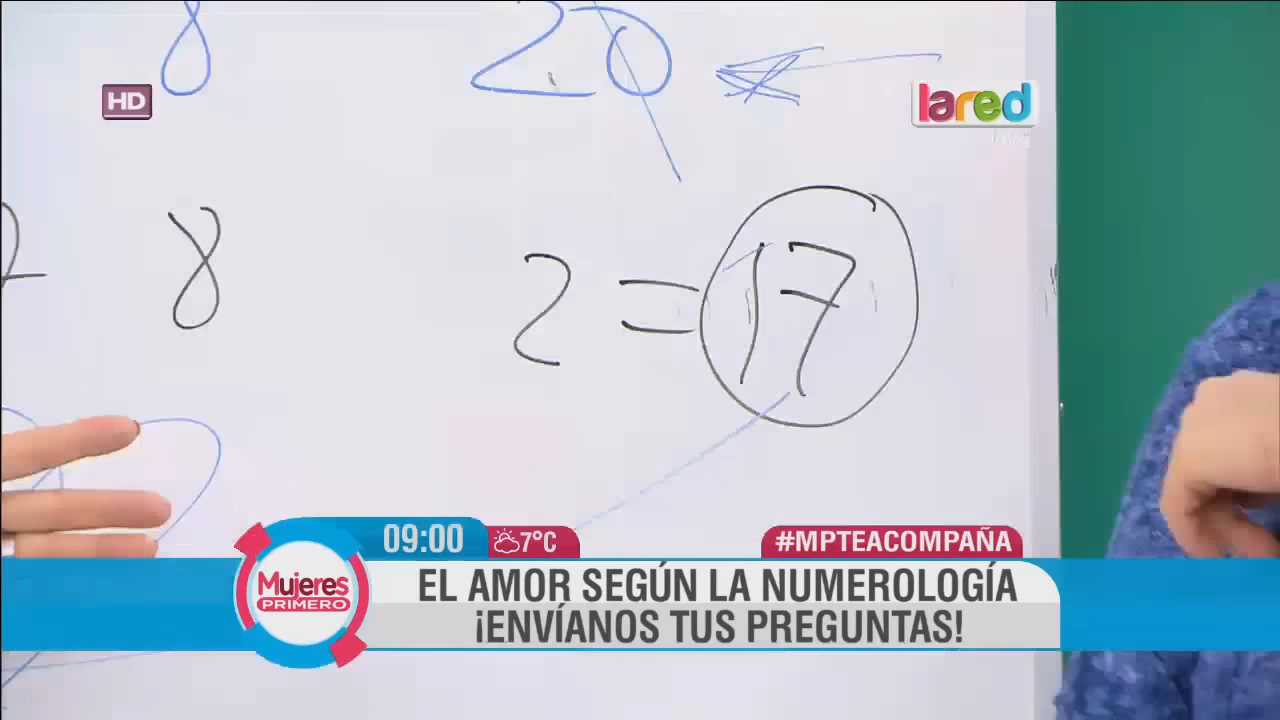 8 20
HD
lared
8 2 = 17
09:00 7°C #MPTEACOMPAÑA
Mujeres
PRIMERO
EL AMOR SEGÚN LA NUMEROLOGÍA
¡ENVÍANOS TUS PREGUNTAS!